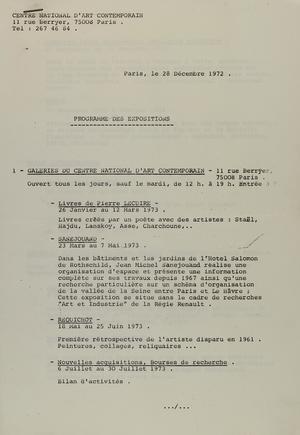 CENTRE NATIONAL D'ART CONTEMPORAIN
11 rue Berryer, 75008 Paris .
Tel : 267 46 84 .
Paris, le 28 Décembre 1972 .
PROGRAMME DES EXPOSITIONS
1 - GALERIES DU CENTRE NATIONAL D'ART CONTEMPORAIN - 11 rue Berryer,
75008 Paris .
Ouvert tous les jours, sauf le mardi, de 12 h. à 19 h. Entrée
- Livres de Pierre LECUIRE -
26 Janvier au 12 Mars 1973 .
Livres créés par un poète avec des artistes : Staël,
Hajdu, Lanskoy, Asse, Charchoune,..
- SANEJOUAND -
23 Mars au 7 Mai 1973 .
Dans les bâtiments et les jardins de l'Hotel Salomon
de Rothschild, Jean Michel Sanejouand réalise une
organisation d'espace et présente une information
complète sur ses travaux depuis 1967 ainsi qu'une
recherche particulière sur un schéma d'organisation
de la vallée de la Seine entre Paris et Le Hâvre ;
Cette exposition se situe dans le cadre de recherches
"Art et Industrie" de la Régie Renault .
- REQUICHOT -
18 Mai au 25 Juin 1973 .
Première rétrospective de l'artiste disparu en 1961 .
Peintures, collages, reliquaires ...
- Nouvelles acquisitions, Bourses de recherche .
6 Juillet au 30 Juillet 1973 .
Bilan d'activités .
.../...